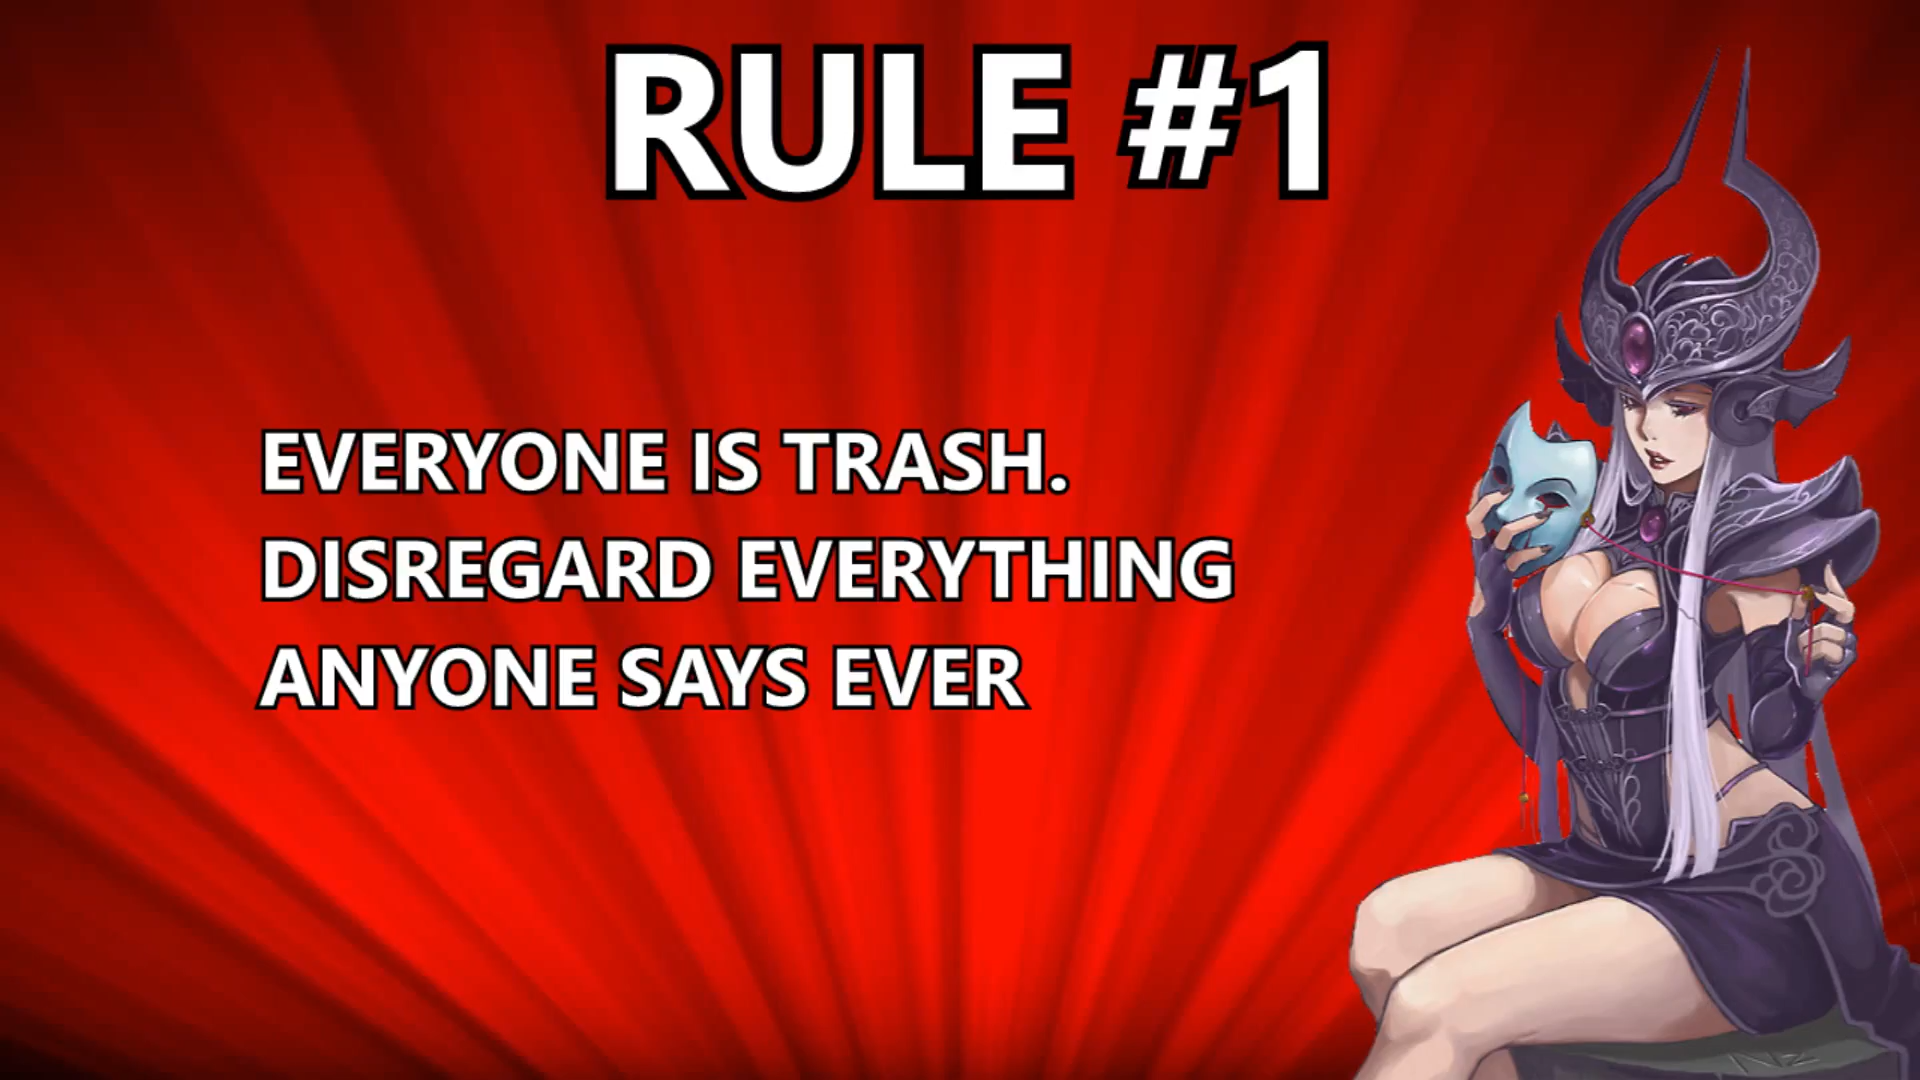 RULE #1
EVERYONE IS TRASH.
DISREGARD EVERYTHING
ANYONE SAYS EVER